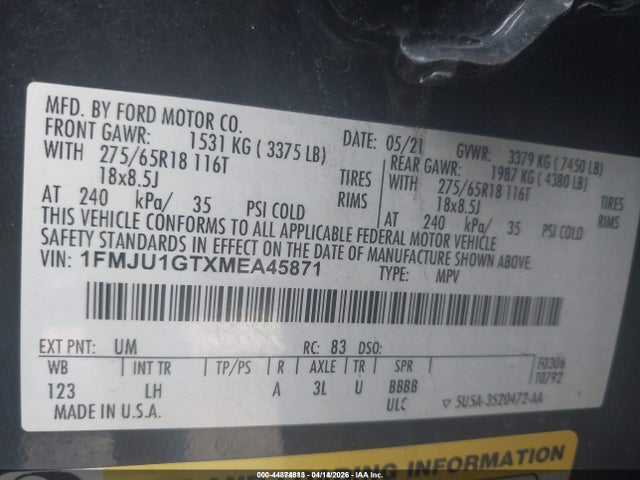 MFD. BY FORD MOTOR CO.
DATE: 05/21 GVWR: 3379 KG (7450 LB)
FRONT GAWR: 1531 KG (3375 LB) REAR GAWR: 1987 KG (4380 LB)
WITH 275/65R18 116T TIRES WITH 275/65R18 116T TIRES
18x8.5J RIMS 18x8.5J RIMS
AT 240 kPa/ 35 PSI COLD AT 240 kPa/ 35 PSI COLD
THIS VEHICLE CONFORMS TO ALL APPLICABLE FEDERAL MOTOR VEHICLE
SAFETY STANDARDS IN EFFECT ON THE DATE OF MANUFACTURE SHOWN ABOVE.
VIN: 1FMJU1GTXMEA45871 TYPE: MPV
EXT PNT: UM RC: 83 DSO:
WB INT TR TP/PS R AXLE TR SPR F0306
123 LH A 3L U BBBB T0792
MADE IN U.S.A. ULC ▽ 5U5A-3520472-AA
INFORMATION
04/14/2026 - IAA Inc.